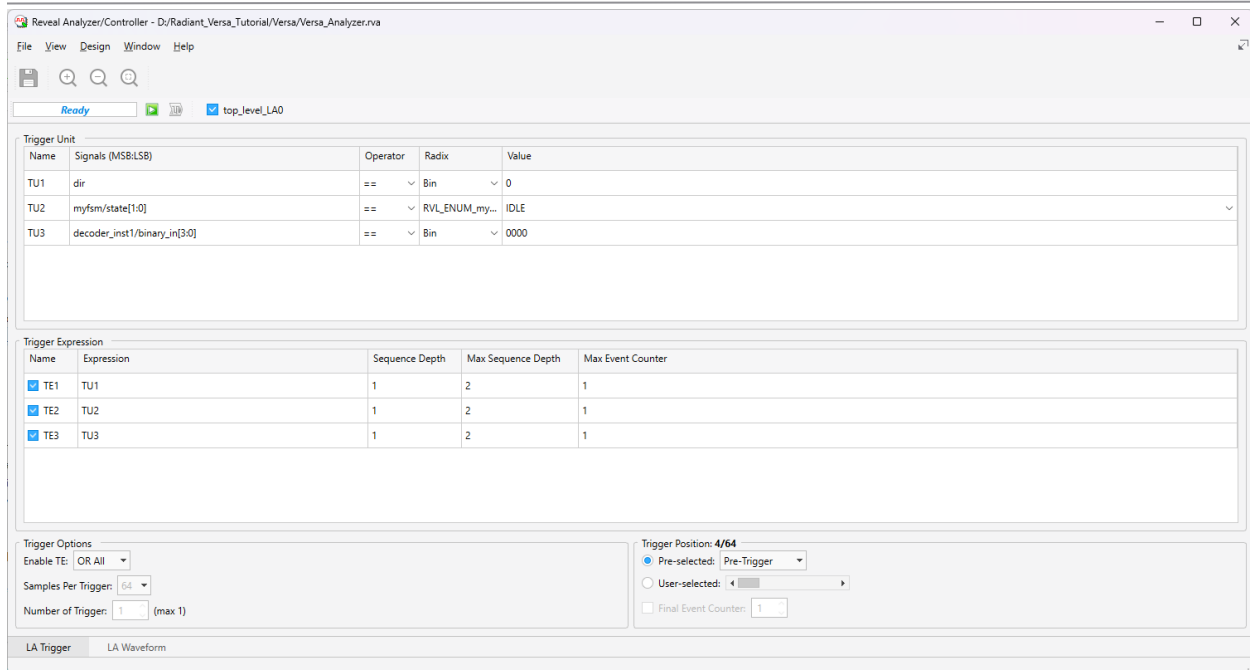 Reveal Analyzer/Controller - D:/Radiant_Versa_Tutorial/Versa/Versa_Analyzer.rva
File View Design Window Help
Ready top_level_LA0
Trigger Unit
Name Signals (MSB:LSB) Operator Radix Value
TU1 dir == Bin 0
TU2 myfsm/state[1:0] == RVL_ENUM_my... IDLE
TU3 decoder_inst1/binary_in[3:0] == Bin 0000
Trigger Expression
Name Expression Sequence Depth Max Sequence Depth Max Event Counter
TE1 TU1 1 2 1
TE2 TU2 1 2 1
TE3 TU3 1 2 1
Trigger Options
Enable TE: OR All
Samples Per Trigger: 64
Number of Trigger: 1 (max 1)
Trigger Position: 4/64
Pre-selected: Pre-Trigger
User-selected:
Final Event Counter: 1
LA Trigger LA Waveform